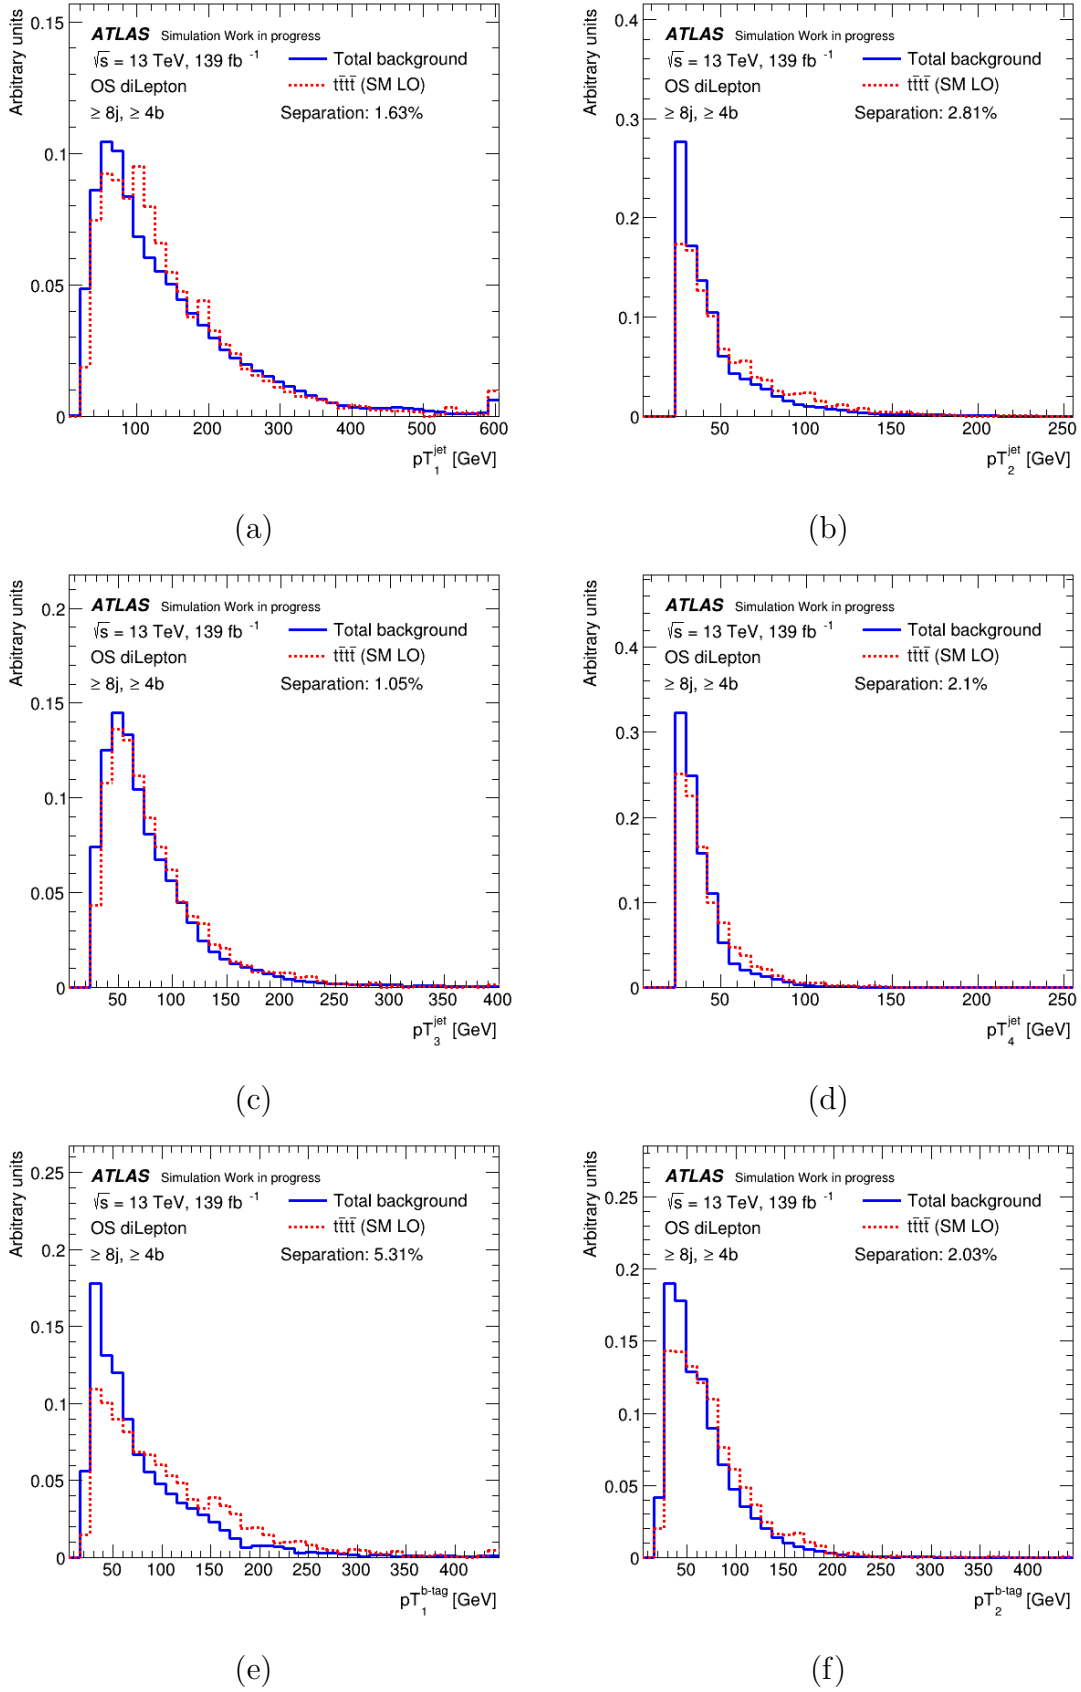 Arbitrary units
0.15
0.1
0.05
0
ATLAS Simulation Work in progress
√s = 13 TeV, 139 fb -1
OS diLepton
≥ 8j, ≥ 4b
Total background
tt̄tt̄ (SM LO)
Separation: 1.63%
100 200 300 400 500 600
pT₁^jet [GeV]
(a)
Arbitrary units
0.4
0.3
0.2
0.1
0
ATLAS Simulation Work in progress
√s = 13 TeV, 139 fb -1
OS diLepton
≥ 8j, ≥ 4b
Total background
tt̄tt̄ (SM LO)
Separation: 2.81%
50 100 150 200 250
pT₂^jet [GeV]
(b)
Arbitrary units
0.2
0.15
0.1
0.05
0
ATLAS Simulation Work in progress
√s = 13 TeV, 139 fb -1
OS diLepton
≥ 8j, ≥ 4b
Total background
tt̄tt̄ (SM LO)
Separation: 1.05%
50 100 150 200 250 300 350 400
pT₃^jet [GeV]
(c)
Arbitrary units
0.4
0.3
0.2
0.1
0
ATLAS Simulation Work in progress
√s = 13 TeV, 139 fb -1
OS diLepton
≥ 8j, ≥ 4b
Total background
tt̄tt̄ (SM LO)
Separation: 2.1%
50 100 150 200 250
pT₄^jet [GeV]
(d)
Arbitrary units
0.25
0.2
0.15
0.1
0.05
0
ATLAS Simulation Work in progress
√s = 13 TeV, 139 fb -1
OS diLepton
≥ 8j, ≥ 4b
Total background
tt̄tt̄ (SM LO)
Separation: 5.31%
50 100 150 200 250 300 350 400
pT₁^b-tag [GeV]
(e)
Arbitrary units
0.25
0.2
0.15
0.1
0.05
0
ATLAS Simulation Work in progress
√s = 13 TeV, 139 fb -1
OS diLepton
≥ 8j, ≥ 4b
Total background
tt̄tt̄ (SM LO)
Separation: 2.03%
50 100 150 200 250 300 350 400
pT₂^b-tag [GeV]
(f)